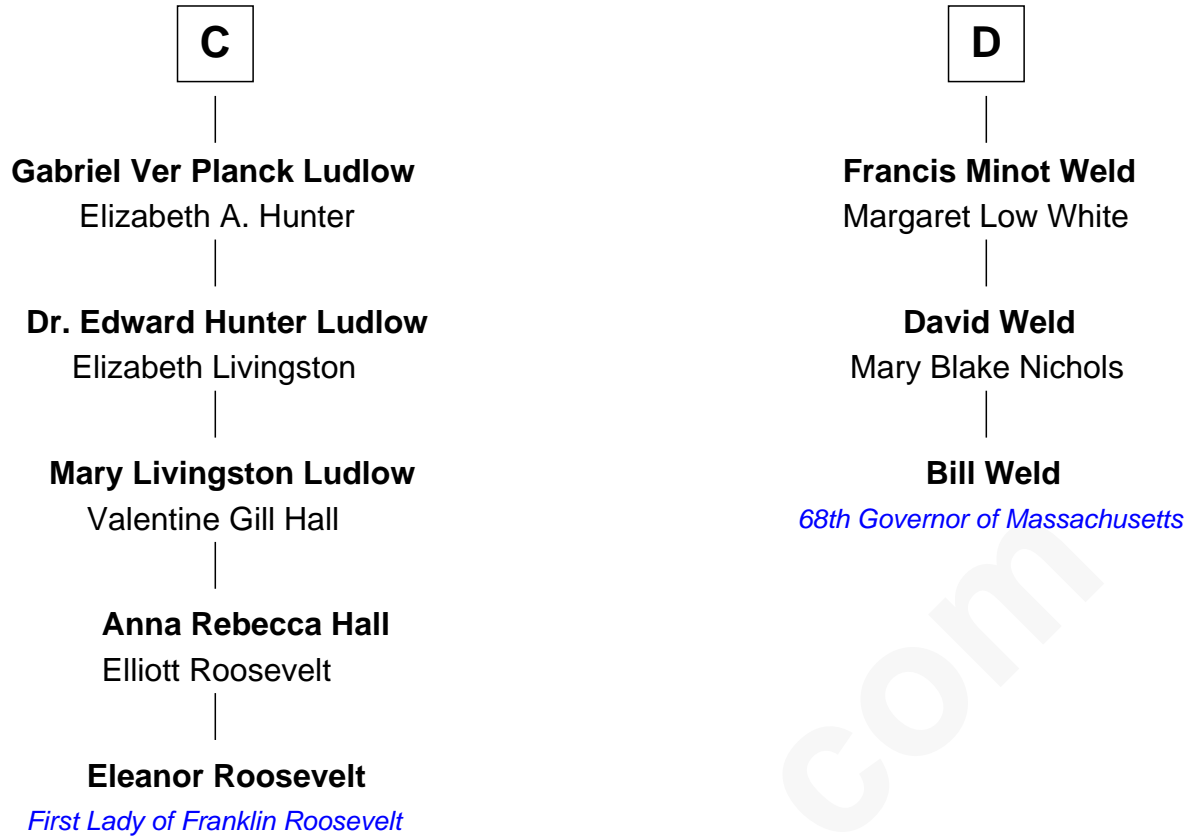 C
Gabriel Ver Planck Ludlow
Elizabeth A. Hunter
Dr. Edward Hunter Ludlow
Elizabeth Livingston
Mary Livingston Ludlow
Valentine Gill Hall
Anna Rebecca Hall
Elliott Roosevelt
Eleanor Roosevelt
First Lady of Franklin Roosevelt
D
Francis Minot Weld
Margaret Low White
David Weld
Mary Blake Nichols
Bill Weld
68th Governor of Massachusetts
com